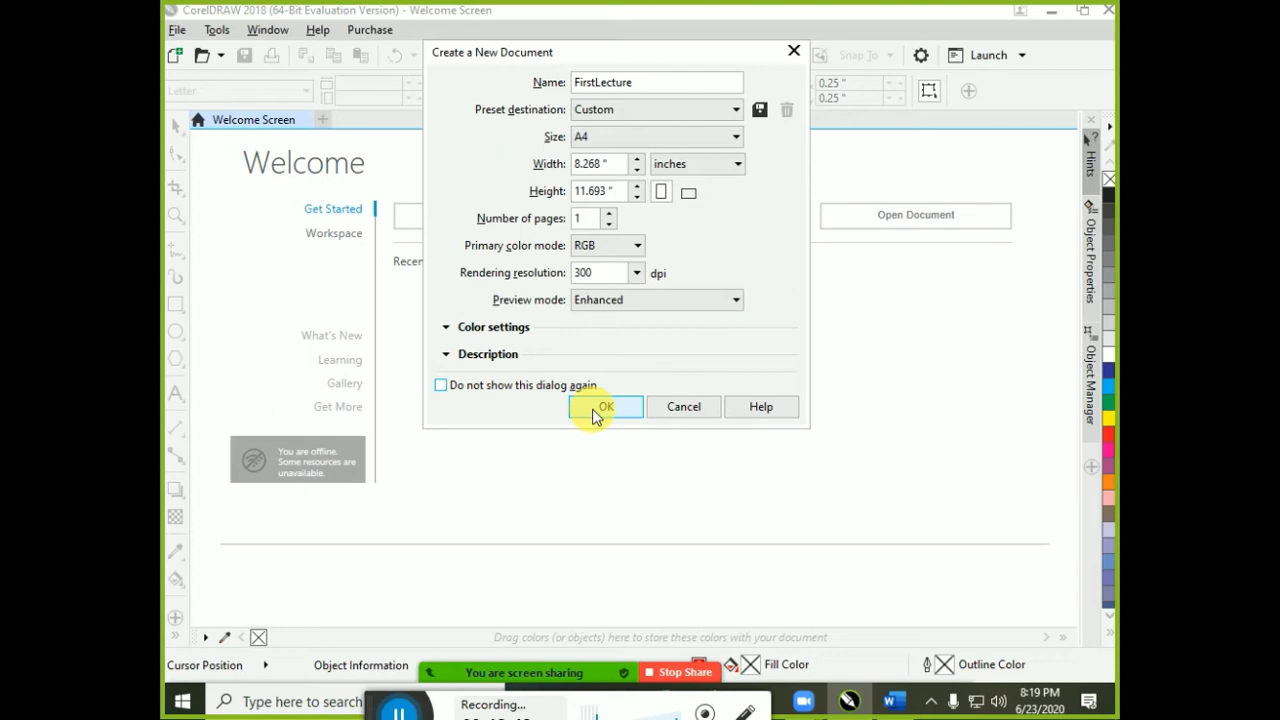 CorelDRAW 2018 (64-Bit Evaluation Version) - Welcome Screen
File Tools Window Help Purchase
Snap To Launch
Letter
0.25 "
0.25 "
Welcome Screen
Create a New Document
Name: FirstLecture
Preset destination: Custom
Size: A4
Width: 8.268 " inches
Height: 11.693 "
Number of pages: 1
Primary color mode: RGB
Rendering resolution: 300 dpi
Preview mode: Enhanced
Color settings
Description
Do not show this dialog again
OK Cancel Help
Welcome
Get Started
Workspace
Recen
Open Document
What's New
Learning
Gallery
Get More
You are offline.
Some resources are
unavailable.
Hints
Object Properties
Object Manager
Drag colors (or objects) here to store these colors with your document
Cursor Position Object Information Fill Color Outline Color
You are screen sharing Stop Share
Type here to search
Recording...
8:19 PM
6/23/2020